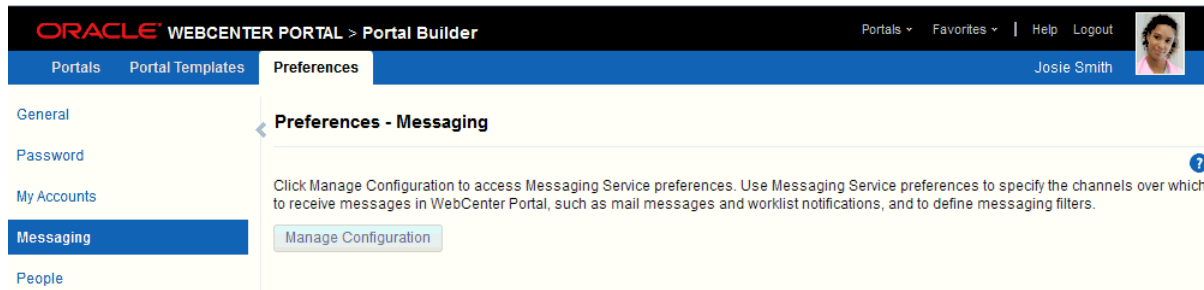 ORACLE WEBCENTER PORTAL > Portal Builder
Portals Favorites | Help Logout
Portals Portal Templates Preferences Josie Smith
General
Preferences - Messaging
Password
?
My Accounts
Click Manage Configuration to access Messaging Service preferences. Use Messaging Service preferences to specify the channels over which
to receive messages in WebCenter Portal, such as mail messages and worklist notifications, and to define messaging filters.
Messaging
Manage Configuration
People